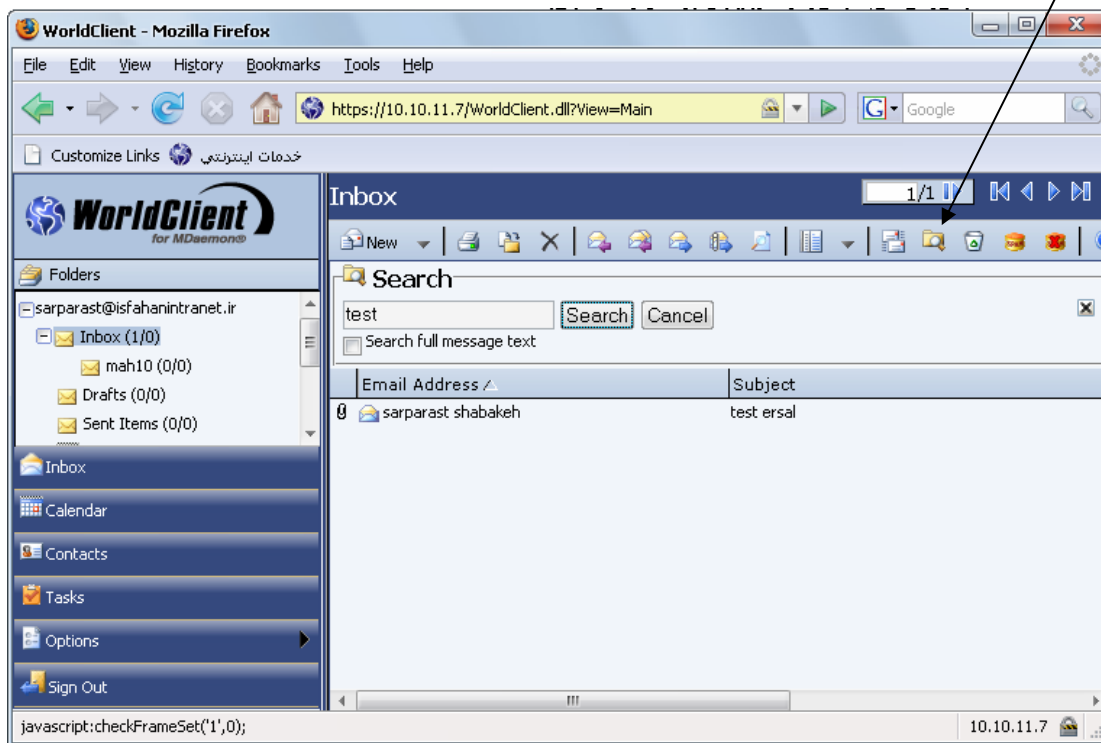 WorldClient - Mozilla Firefox
File Edit View History Bookmarks Tools Help
https://10.10.11.7/WorldClient.dll?View=Main
G Google
Customize Links خدمات اينترنتي
WorldClient
for MDaemon®
Inbox
1/1
New
Folders
Search
sarparast@isfahanintranet.ir
test Search Cancel
Inbox (1/0)
Search full message text
mah10 (0/0)
Drafts (0/0)
Email Address Subject
Sent Items (0/0)
sarparast shabakeh test ersal
Inbox
Calendar
Contacts
Tasks
Options
Sign Out
javascript:checkFrameSet('1',0);
10.10.11.7